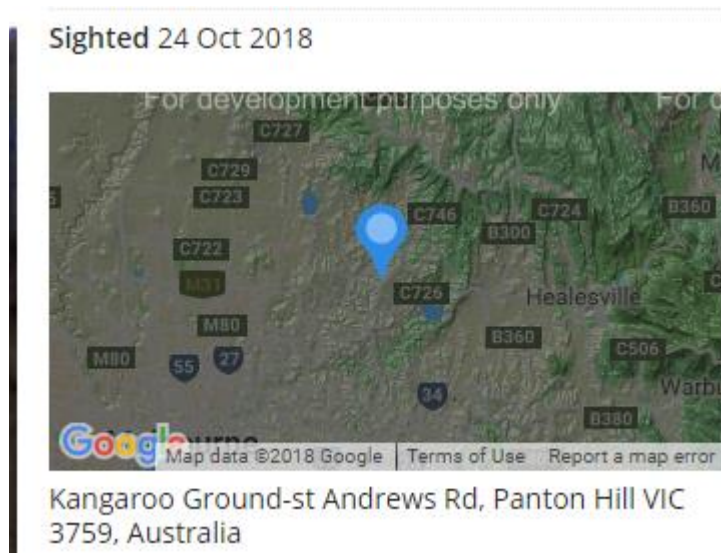 Sighted 24 Oct 2018
For development purposes only
For
C727
C729
C723
C746
C724
B360
B300
C722
M31
C726
Healesville
M80
B360
M80
55
27
C506
34
B380
Google
Map data ©2018 Google
Terms of Use
Report a map error
Kangaroo Ground-st Andrews Rd, Panton Hill VIC
3759, Australia